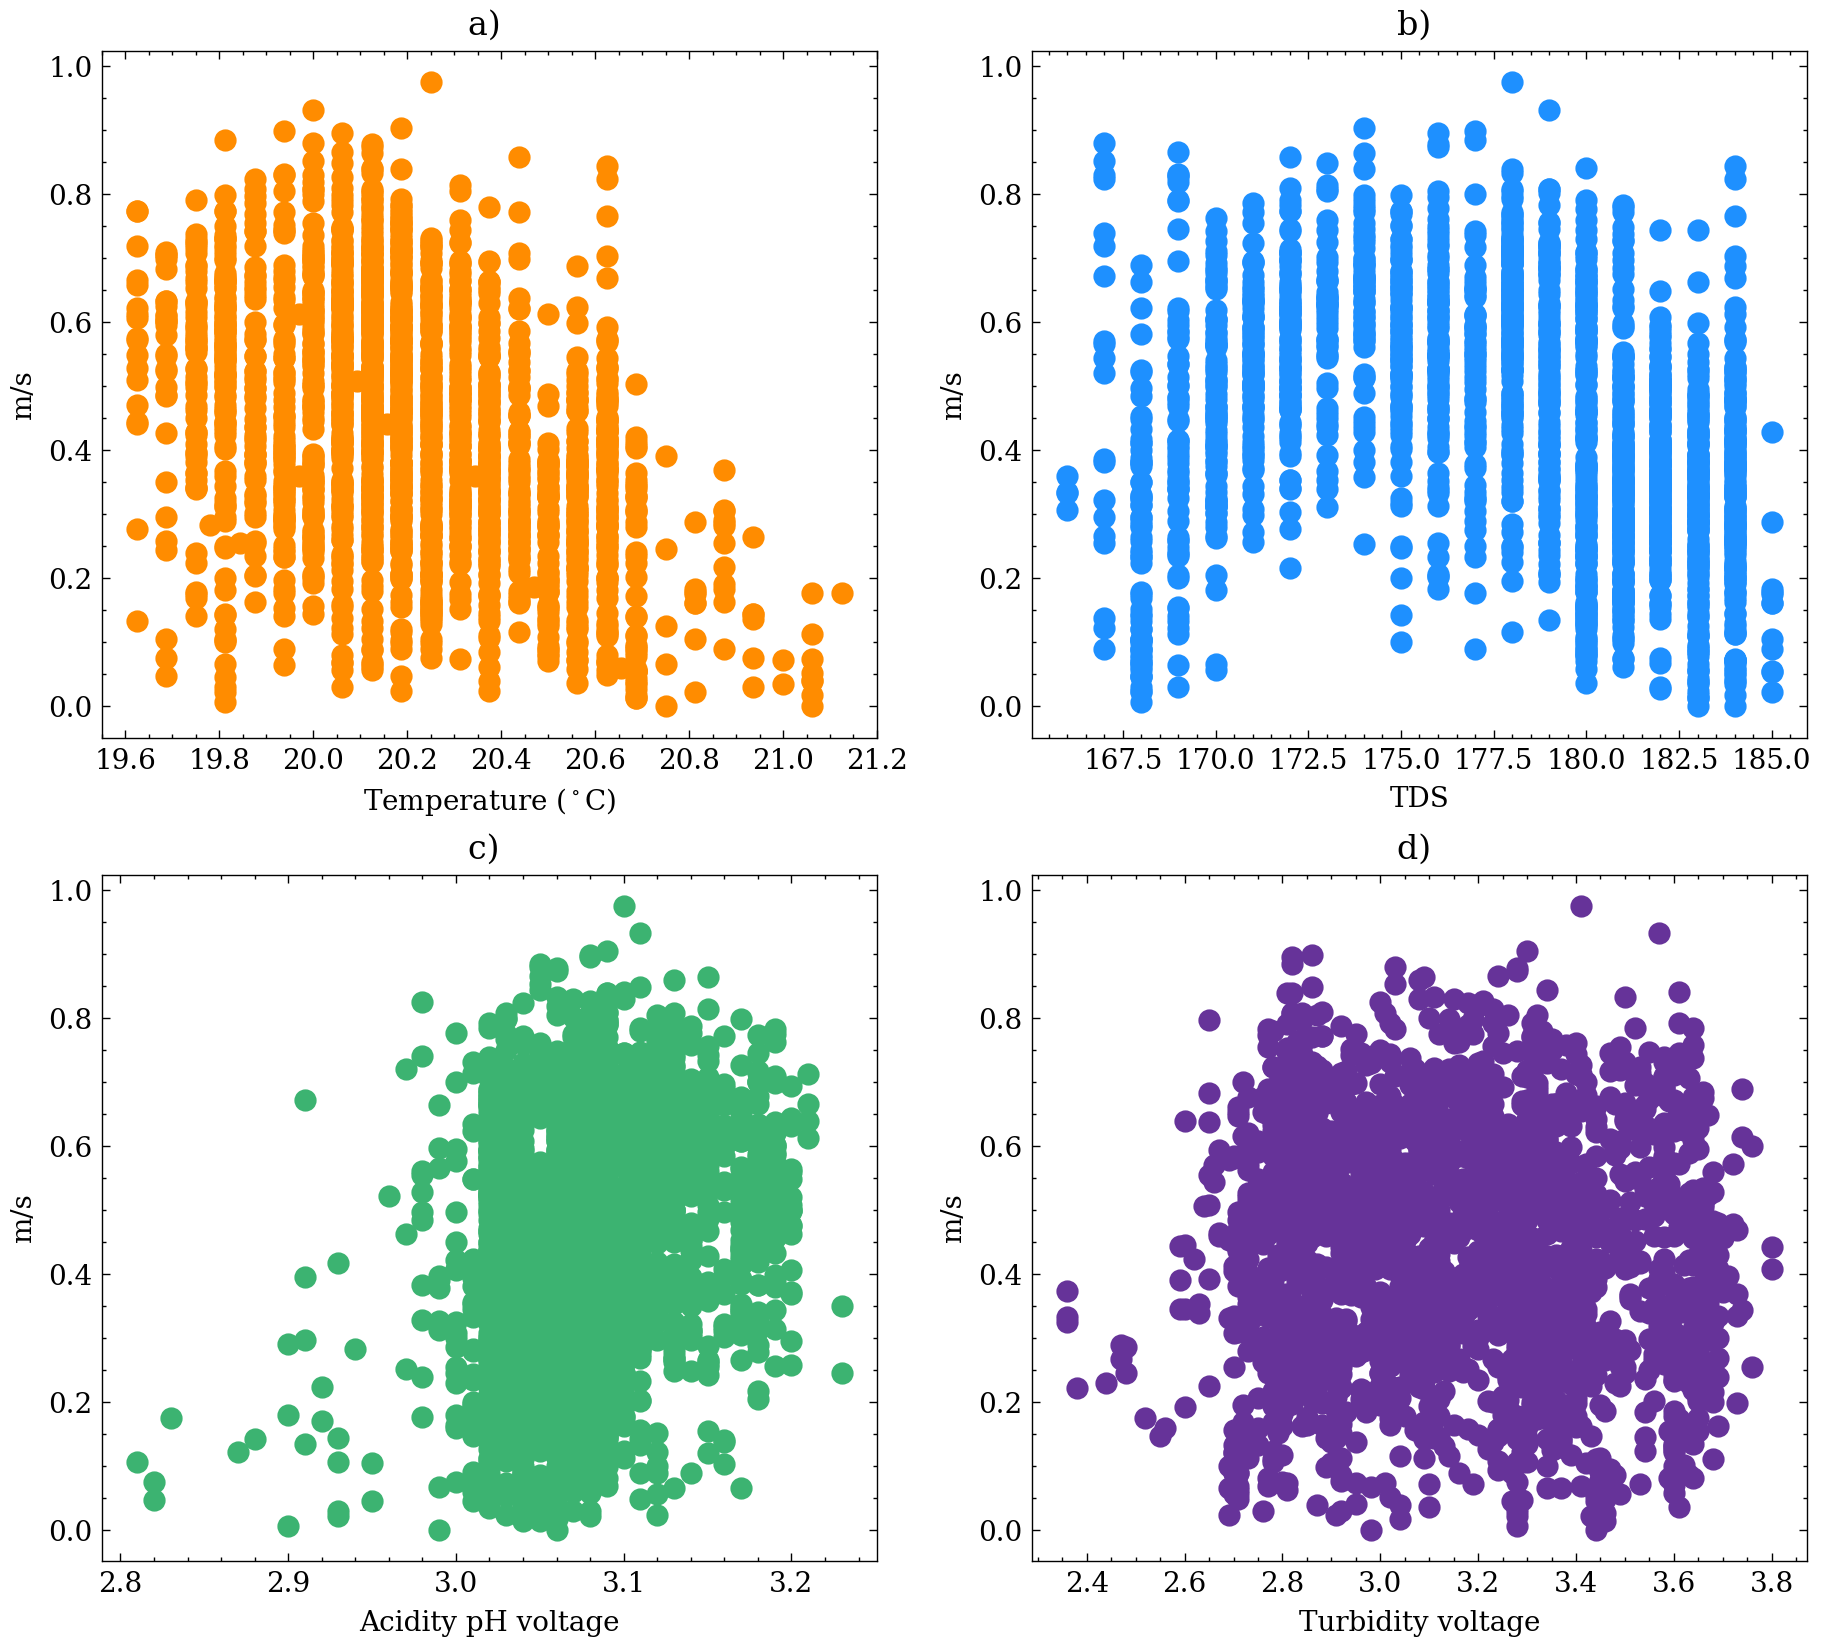 a)
1.0
0.8
0.6
0.4
0.2
0.0
m/s
19.6 19.8 20.0 20.2 20.4 20.6 20.8 21.0 21.2
Temperature (°C)
b)
1.0
0.8
0.6
0.4
0.2
0.0
m/s
167.5 170.0 172.5 175.0 177.5 180.0 182.5 185.0
TDS
c)
1.0
0.8
0.6
0.4
0.2
0.0
m/s
2.8 2.9 3.0 3.1 3.2
Acidity pH voltage
d)
1.0
0.8
0.6
0.4
0.2
0.0
m/s
2.4 2.6 2.8 3.0 3.2 3.4 3.6 3.8
Turbidity voltage